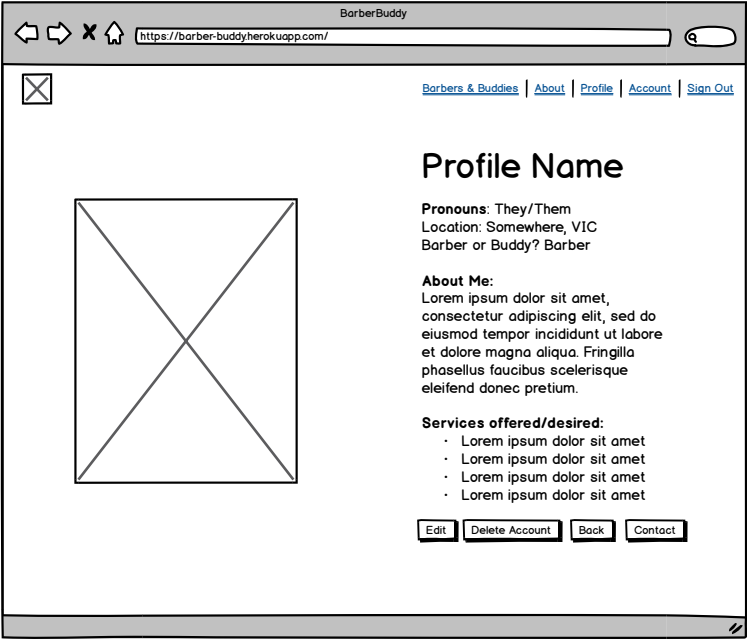 BarberBuddy
https://barber-buddy.herokuapp.com/
Barbers & Buddies | About | Profile | Account | Sign Out
Profile Name
Pronouns: They/Them
Location: Somewhere, VIC
Barber or Buddy? Barber
About Me:
Lorem ipsum dolor sit amet,
consectetur adipiscing elit, sed do
eiusmod tempor incididunt ut labore
et dolore magna aliqua. Fringilla
phasellus faucibus scelerisque
eleifend donec pretium.
Services offered/desired:
· Lorem ipsum dolor sit amet
· Lorem ipsum dolor sit amet
· Lorem ipsum dolor sit amet
· Lorem ipsum dolor sit amet
Edit Delete Account Back Contact